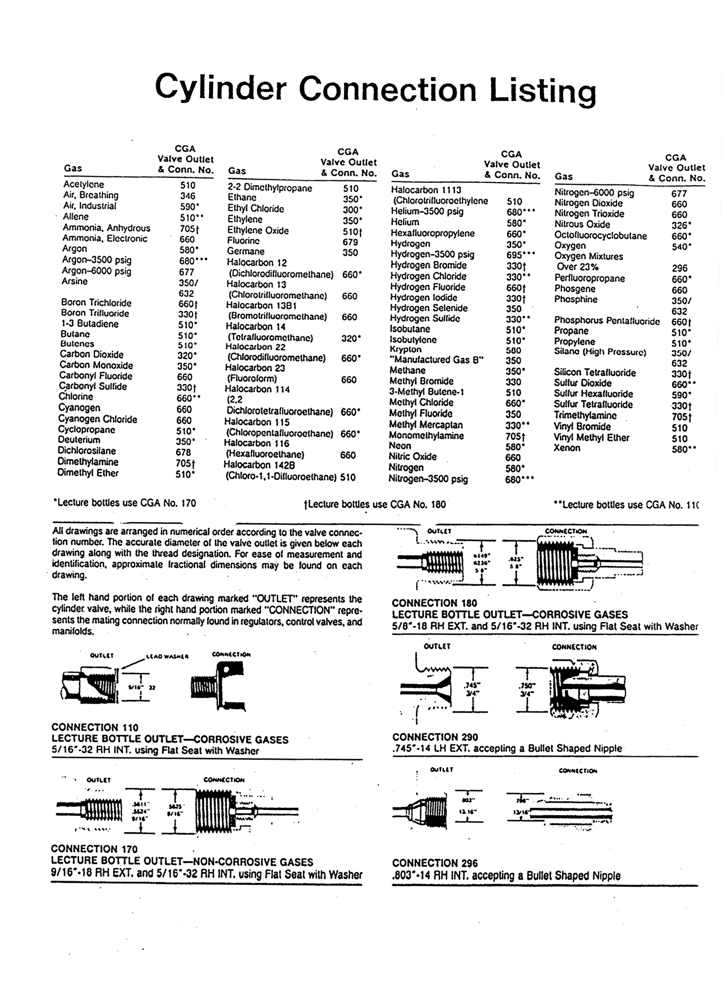 Cylinder Connection Listing
CGA
Valve Outlet
Gas & Conn. No.
Acetylene 510
Air, Breathing 346
Air, Industrial 590*
Allene 510**
Ammonia, Anhydrous 705†
Ammonia, Electronic 660
Argon 580*
Argon–3500 psig 680***
Argon–6000 psig 677
Arsine 350/
632
Boron Trichloride 660†
Boron Trifluoride 330†
1-3 Butadiene 510*
Butane 510*
Butenes 510*
Carbon Dioxide 320*
Carbon Monoxide 350*
Carbonyl Fluoride 660
Carbonyl Sulfide 330†
Chlorine 660**
Cyanogen 660
Cyanogen Chloride 660
Cyclopropane 510*
Deuterium 350*
Dichlorosilane 678
Dimethylamine 705†
Dimethyl Ether 510*
CGA
Valve Outlet
Gas & Conn. No.
2-2 Dimethylpropane 510
Ethane 350*
Ethyl Chloride 300*
Ethylene 350*
Ethylene Oxide 510†
Fluorine 679
Germane 350
Halocarbon 12
(Dichlorodifluoromethane) 660*
Halocarbon 13
(Chlorotrifluoromethane) 660
Halocarbon 13B1
(Bromotrifluoromethane) 660
Halocarbon 14
(Tetrafluoromethane) 320*
Halocarbon 22
(Chlorodifluoromethane) 660*
Halocarbon 23
(Fluoroform) 660
Halocarbon 114
(2,2
Dichlorotetrafluoroethane) 660*
Halocarbon 115
(Chloropentafluoroethane) 660*
Halocarbon 116
(Hexafluoroethane) 660
Halocarbon 142B
(Chloro-1,1-Difluoroethane) 510
CGA
Valve Outlet
Gas & Conn. No.
Halocarbon 1113
(Chlorotrifluoroethylene 510
Helium–3500 psig 680***
Helium 580*
Hexafluoropropylene 660*
Hydrogen 350*
Hydrogen–3500 psig 695***
Hydrogen Bromide 330†
Hydrogen Chloride 330**
Hydrogen Fluoride 660†
Hydrogen Iodide 330†
Hydrogen Selenide 350
Hydrogen Sulfide 330**
Isobutane 510*
Isobutylene 510*
Krypton 580
"Manufactured Gas B" 350
Methane 350*
Methyl Bromide 330
3-Methyl Butene-1 510
Methyl Chloride 660*
Methyl Fluoride 350
Methyl Mercaptan 330**
Monomethylamine 705†
Neon 580*
Nitric Oxide 660
Nitrogen 580*
Nitrogen–3500 psig 680***
CGA
Valve Outlet
Gas & Conn. No.
Nitrogen–6000 psig 677
Nitrogen Dioxide 660
Nitrogen Trioxide 660
Nitrous Oxide 326*
Octofluorocyclobutane 660*
Oxygen 540*
Oxygen Mixtures
Over 23% 296
Perfluoropropane 660*
Phosgene 660
Phosphine 350/
632
Phosphorus Pentafluoride 660†
Propane 510*
Propylene 510*
Silane (High Pressure) 350/
632
Silicon Tetrafluoride 330†
Sulfur Dioxide 660**
Sulfur Hexafluoride 590*
Sulfur Tetrafluoride 330†
Trimethylamine 705†
Vinyl Bromide 510
Vinyl Methyl Ether 510
Xenon 580**
*Lecture bottles use CGA No. 170 †Lecture bottles use CGA No. 180 **Lecture bottles use CGA No. 110
All drawings are arranged in numerical order according to the valve connec-
tion number. The accurate diameter of the valve outlet is given below each
drawing along with the thread designation. For ease of measurement and
identification, approximate fractional dimensions may be found on each
drawing.
The left hand portion of each drawing marked "OUTLET" represents the
cylinder valve, while the right hand portion marked "CONNECTION" repre-
sents the mating connection normally found in regulators, control valves, and
manifolds.
OUTLET LEAD WASHER CONNECTION
5/16" 32
CONNECTION 110
LECTURE BOTTLE OUTLET—CORROSIVE GASES
5/16"-32 RH INT. using Flat Seat with Washer
OUTLET CONNECTION
.5611" .5625"
.5524" 9/16"
9/16"
CONNECTION 170
LECTURE BOTTLE OUTLET—NON-CORROSIVE GASES
9/16"-18 RH EXT. and 5/16"-32 RH INT. using Flat Seat with Washer
OUTLET CONNECTION
6149" .625"
6236" 5 8"
5 8"
CONNECTION 180
LECTURE BOTTLE OUTLET—CORROSIVE GASES
5/8"-18 RH EXT. and 5/16"-32 RH INT. using Flat Seat with Washer
OUTLET CONNECTION
.745" .750"
3/4" 3/4"
CONNECTION 290
.745"-14 LH EXT. accepting a Bullet Shaped Nipple
OUTLET CONNECTION
803" 796"
13 16" 13/16"
CONNECTION 296
.803"-14 RH INT. accepting a Bullet Shaped Nipple